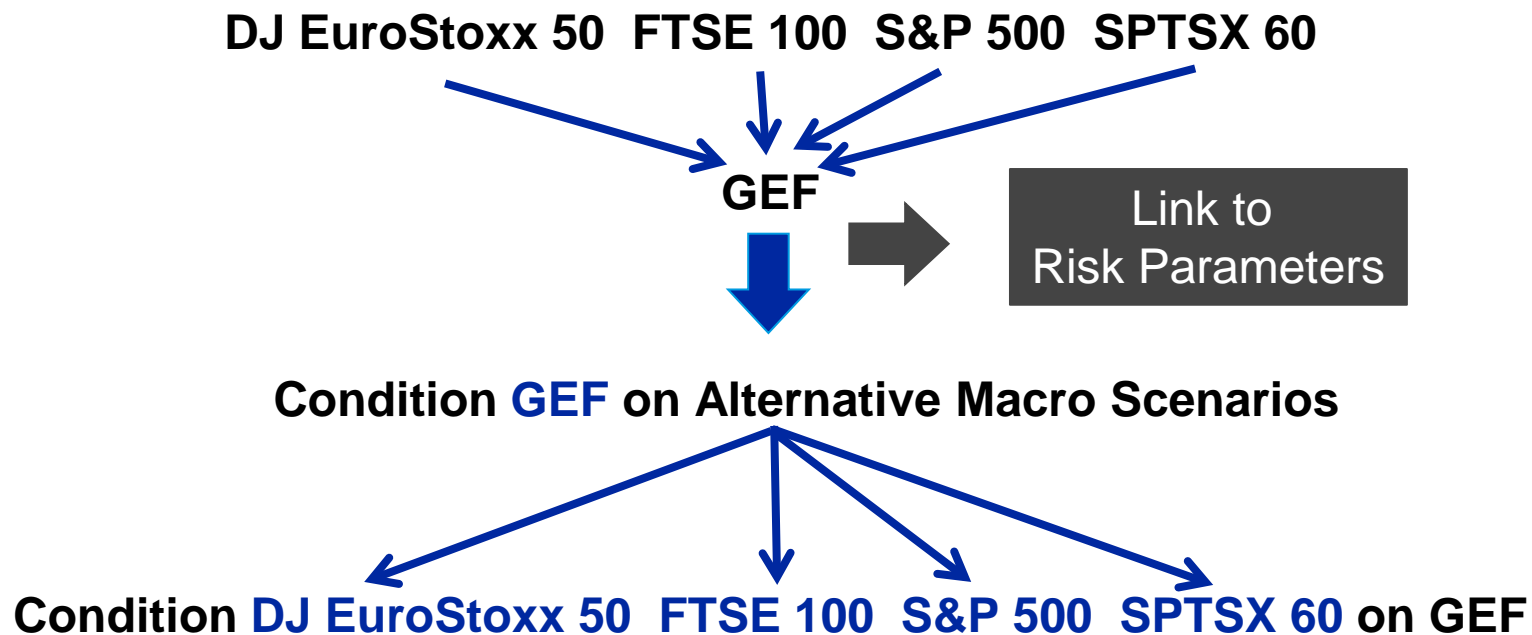 DJ EuroStoxx 50 FTSE 100 S&P 500 SPTSX 60
GEF
Link to
Risk Parameters
Condition GEF on Alternative Macro Scenarios
Condition DJ EuroStoxx 50 FTSE 100 S&P 500 SPTSX 60 on GEF